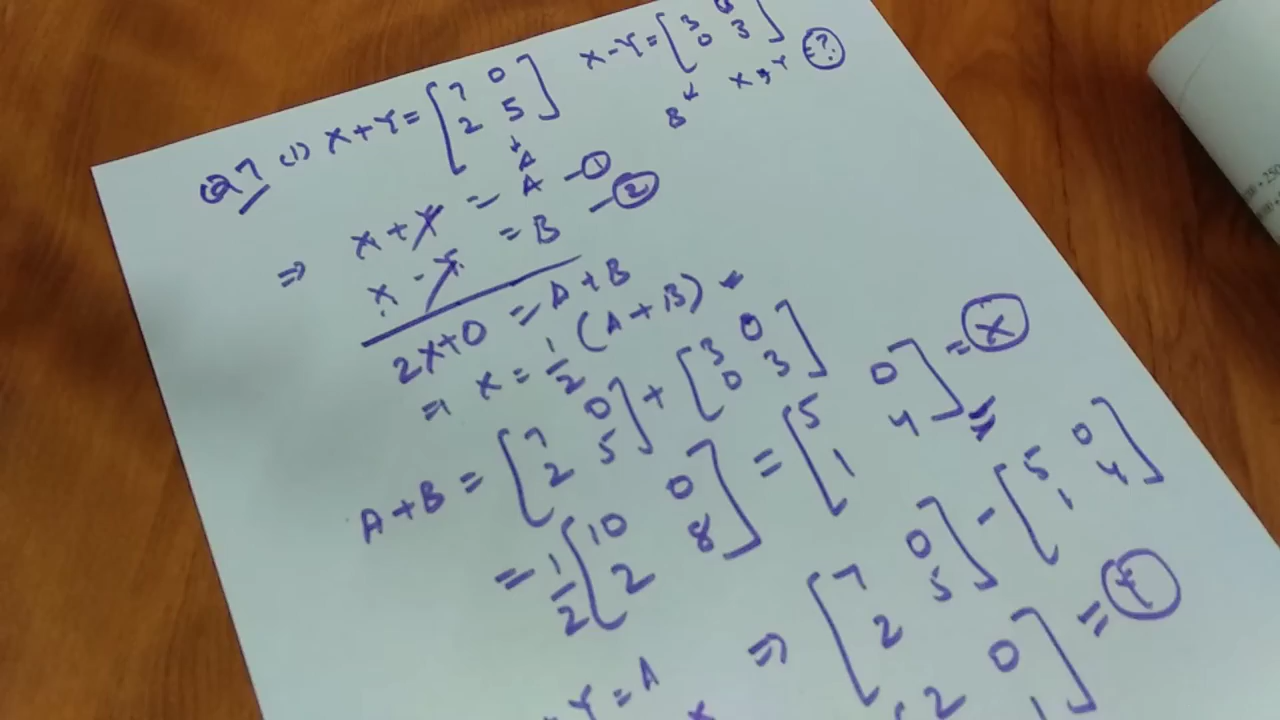 Q7 (i) X+Y = [7 0   X-Y = [3 0
2 5]   0 3]
↓ A   B ↓   X, Y = ?
⇒ X + Y = A - ①
X - Y = B - ②
2X+0 = A+B
⇒ X = 1/2 (A+B)
A+B = [7 0   + [3 0
2 5]   0 3]
= 1/2 [10 0   = [5 0   = X
2 8]   1 4]
Y = A   ⇒ [7 0   - [5 0
X   2 5]   1 4]
2 0   = Y
1